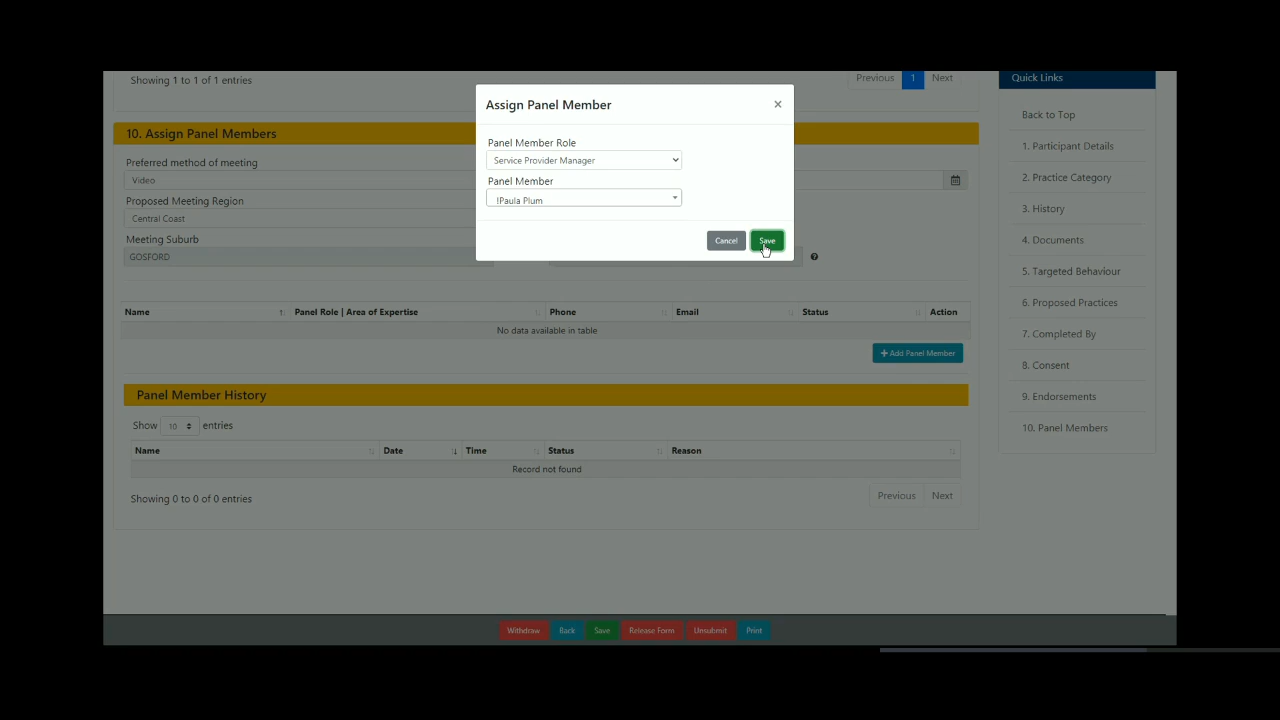 Showing 1 to 1 of 1 entries
Previous 1 Next
Quick Links
Assign Panel Member ×
Back to Top
10. Assign Panel Members
Panel Member Role
1. Participant Details
Preferred method of meeting
Service Provider Manager
Video
Panel Member
2. Practice Category
Proposed Meeting Region
!Paula Plum
3. History
Central Coast
Meeting Suburb
Cancel Save
4. Documents
GOSFORD
5. Targeted Behaviour
6. Proposed Practices
Name Panel Role | Area of Expertise Phone Email Status Action
No data available in table
7. Completed By
+ Add Panel Member
8. Consent
Panel Member History
9. Endorsements
Show 10 entries
10. Panel Members
Name Date Time Status Reason
Record not found
Showing 0 to 0 of 0 entries
Previous Next
Withdraw Back Save Release Form Unsubmit Print